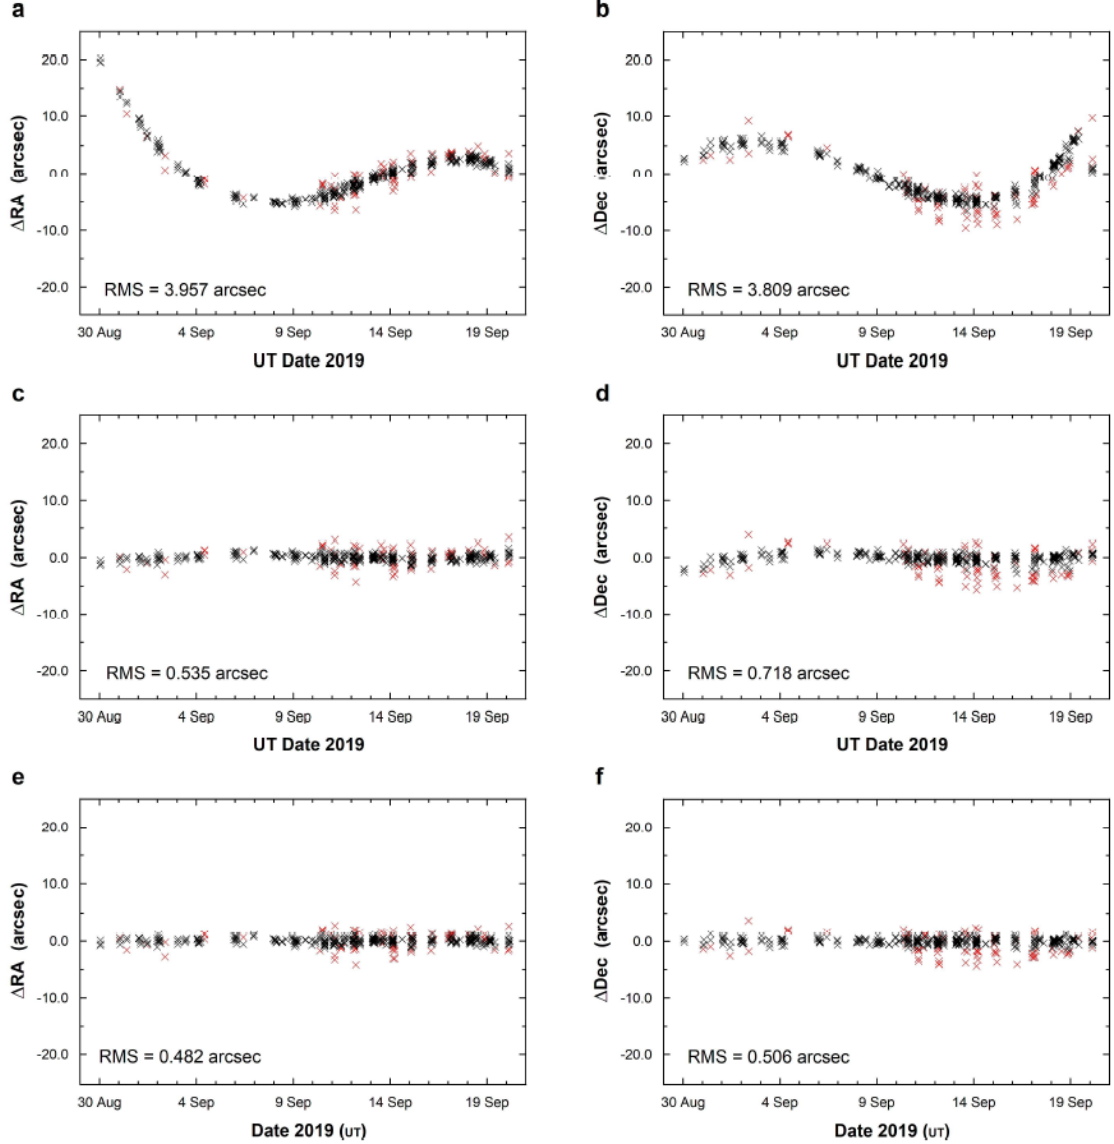 a
ΔRA (arcsec)
20.0
10.0
0.0
-10.0
-20.0
RMS = 3.957 arcsec
30 Aug 4 Sep 9 Sep 14 Sep 19 Sep
UT Date 2019
b
ΔDec (arcsec)
20.0
10.0
0.0
-10.0
-20.0
RMS = 3.809 arcsec
30 Aug 4 Sep 9 Sep 14 Sep 19 Sep
UT Date 2019
c
ΔRA (arcsec)
20.0
10.0
0.0
-10.0
-20.0
RMS = 0.535 arcsec
30 Aug 4 Sep 9 Sep 14 Sep 19 Sep
UT Date 2019
d
ΔDec (arcsec)
20.0
10.0
0.0
-10.0
-20.0
RMS = 0.718 arcsec
30 Aug 4 Sep 9 Sep 14 Sep 19 Sep
UT Date 2019
e
ΔRA (arcsec)
20.0
10.0
0.0
-10.0
-20.0
RMS = 0.482 arcsec
30 Aug 4 Sep 9 Sep 14 Sep 19 Sep
Date 2019 (UT)
f
ΔDec (arcsec)
20.0
10.0
0.0
-10.0
-20.0
RMS = 0.506 arcsec
30 Aug 4 Sep 9 Sep 14 Sep 19 Sep
Date 2019 (UT)